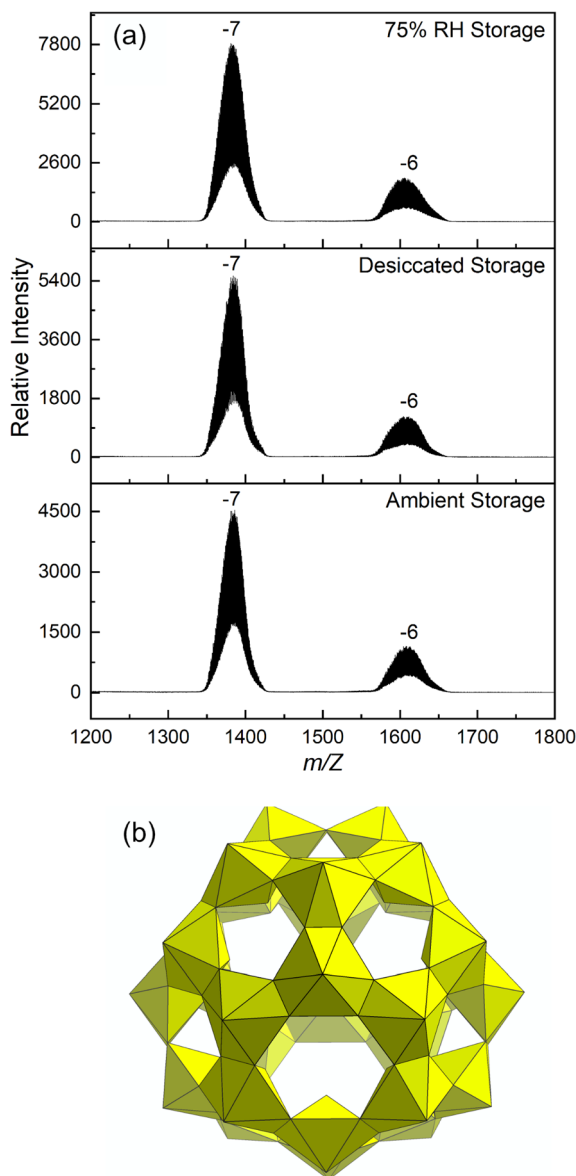 (a)
-7
75% RH Storage
-6
7800
5200
2600
0
-7
Desiccated Storage
-6
5400
3600
1800
0
Relative Intensity
-7
Ambient Storage
-6
4500
3000
1500
0
1200 1300 1400 1500 1600 1700 1800
m/Z
(b)